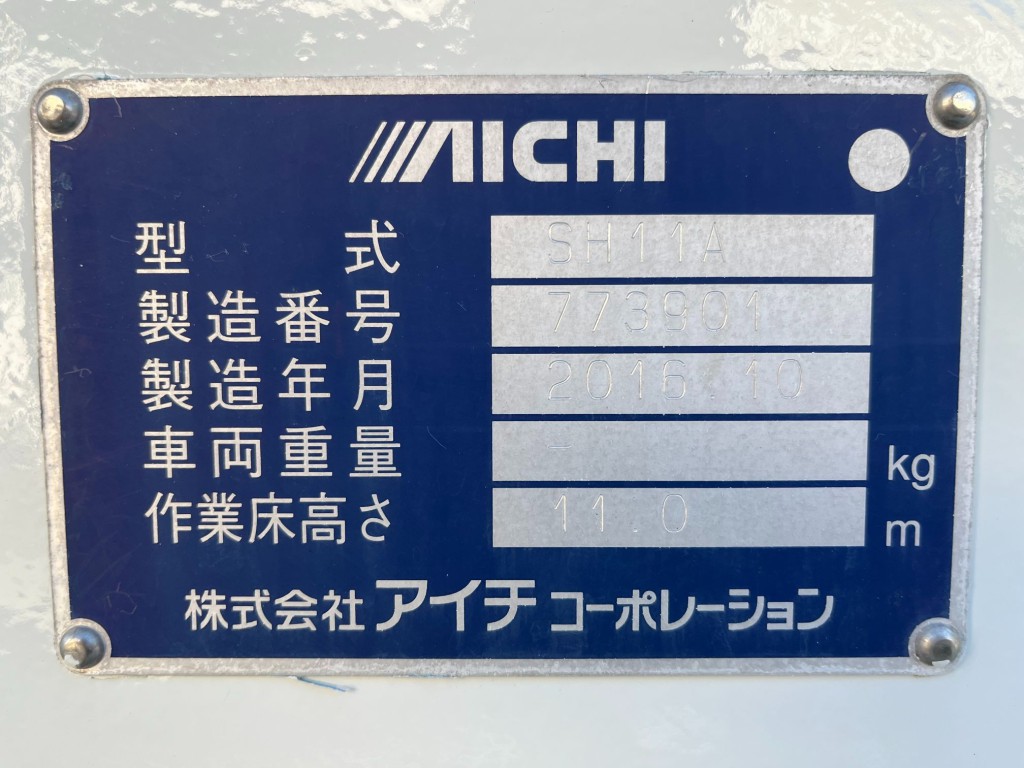 AICHI
型式 SH11A
製造番号 773901
製造年月 2016.10
車両重量 - kg
作業床高さ 11.0 m
株式会社アイチコーポレーション